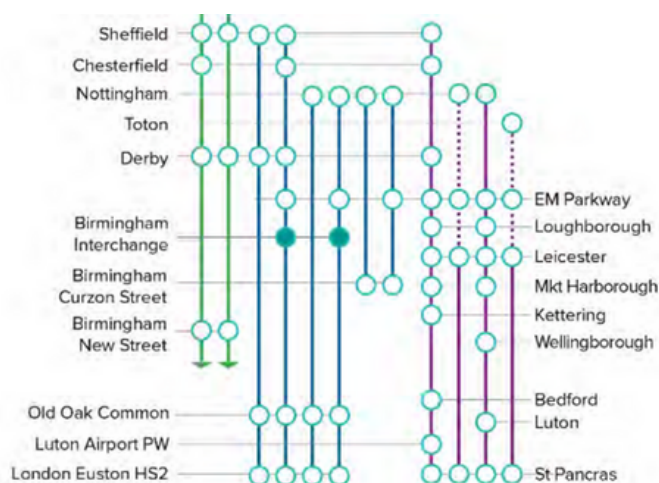 Sheffield
Chesterfield
Nottingham
Toton
Derby
EM Parkway
Birmingham
Interchange
Loughborough
Leicester
Birmingham
Curzon Street
Mkt Harborough
Kettering
Birmingham
New Street
Wellingborough
Bedford
Old Oak Common
Luton
Luton Airport PW
London Euston HS2
St Pancras